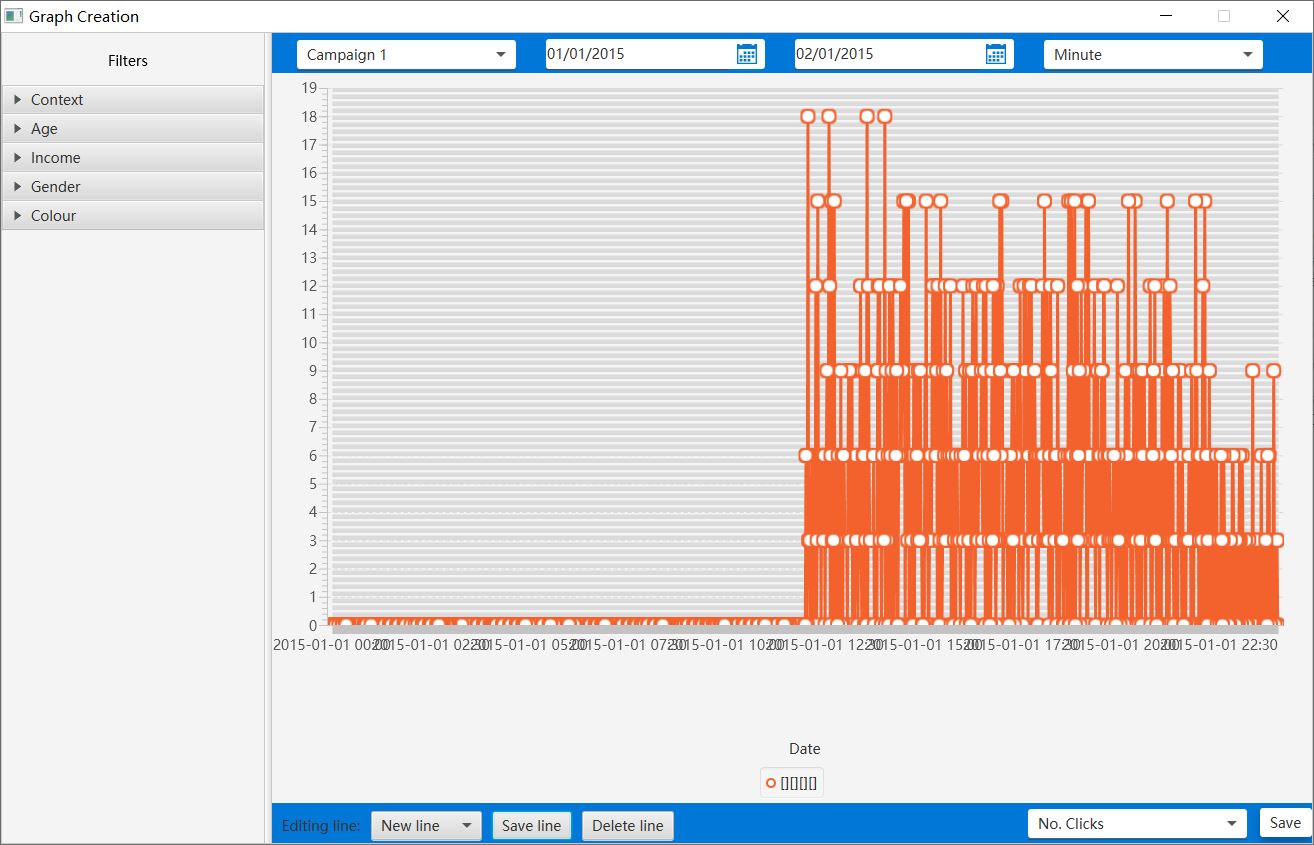 Graph Creation
Filters
Campaign 1
01/01/2015
02/01/2015
Minute
Context
Age
Income
Gender
Colour
19
18
17
16
15
14
13
12
11
10
9
8
7
6
5
4
3
2
1
0
2015-01-01 00:00
2015-01-01 02:30
2015-01-01 05:00
2015-01-01 07:30
2015-01-01 10:00
2015-01-01 12:30
2015-01-01 15:00
2015-01-01 17:30
2015-01-01 20:00
2015-01-01 22:30
Date
[][][][]
Editing line:
New line
Save line
Delete line
No. Clicks
Save